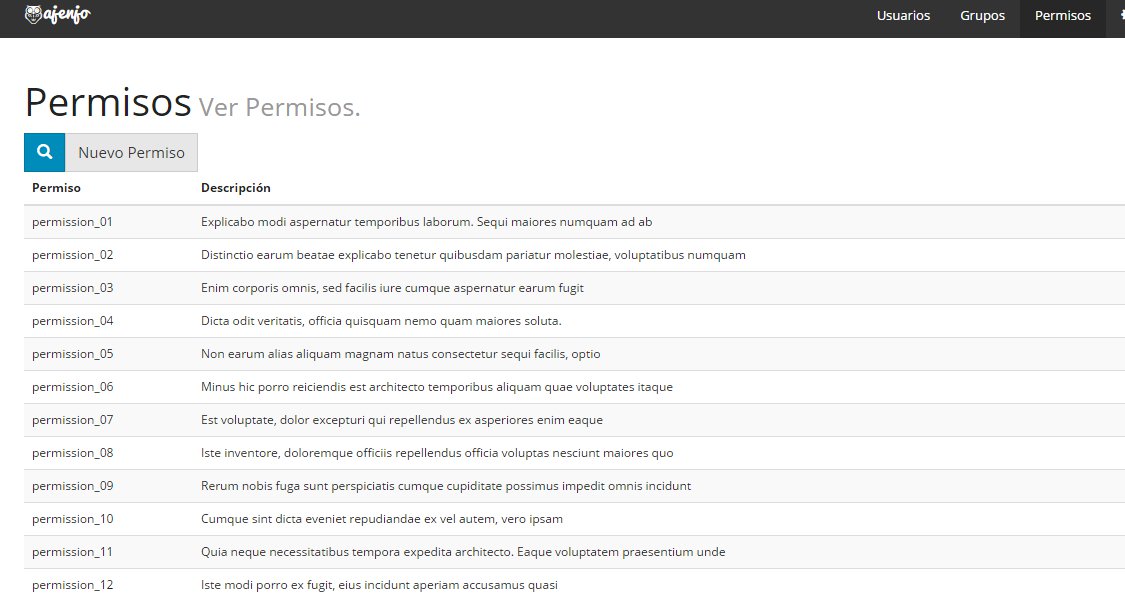 ajenjo
Usuarios Grupos Permisos
Permisos Ver Permisos.
Nuevo Permiso
Permiso Descripción
permission_01 Explicabo modi aspernatur temporibus laborum. Sequi maiores numquam ad ab
permission_02 Distinctio earum beatae explicabo tenetur quibusdam pariatur molestiae, voluptatibus numquam
permission_03 Enim corporis omnis, sed facilis iure cumque aspernatur earum fugit
permission_04 Dicta odit veritatis, officia quisquam nemo quam maiores soluta.
permission_05 Non earum alias aliquam magnam natus consectetur sequi facilis, optio
permission_06 Minus hic porro reiciendis est architecto temporibus aliquam quae voluptates itaque
permission_07 Est voluptate, dolor excepturi qui repellendus ex asperiores enim eaque
permission_08 Iste inventore, doloremque officiis repellendus officia voluptas nesciunt maiores quo
permission_09 Rerum nobis fuga sunt perspiciatis cumque cupiditate possimus impedit omnis incidunt
permission_10 Cumque sint dicta eveniet repudiandae ex vel autem, vero ipsam
permission_11 Quia neque necessitatibus tempora expedita architecto. Eaque voluptatem praesentium unde
permission_12 Iste modi porro ex fugit, eius incidunt aperiam accusamus quasi